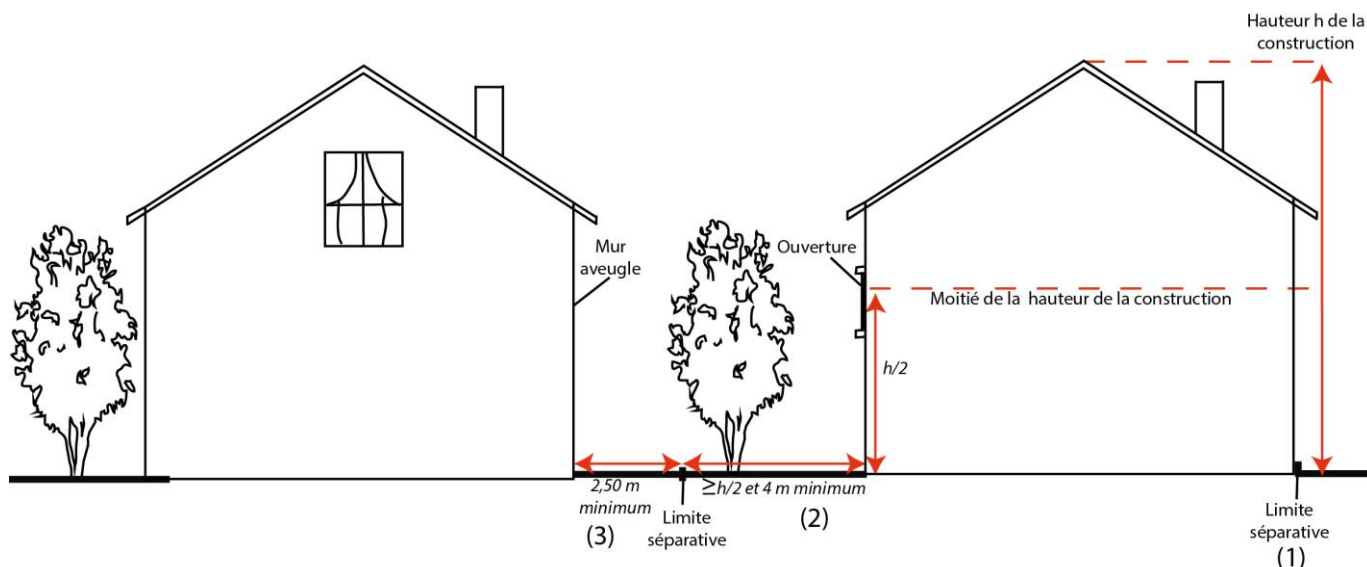 Hauteur h de la
construction
Mur
aveugle
Ouverture
Moitié de la hauteur de la construction
h/2
2,50 m
minimum
(3)
Limite
séparative
≥h/2 et 4 m minimum
(2)
Limite
séparative
(1)